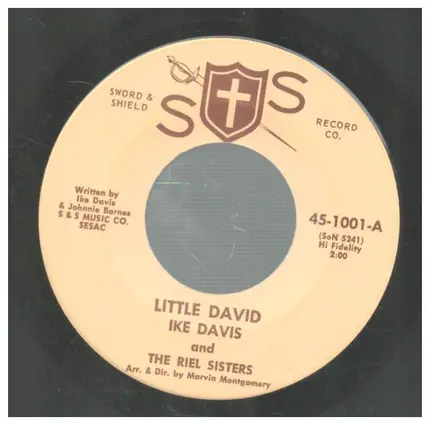 S S
SWORD &
SHIELD
RECORD
CO.
Written by
Ike Davis
& Johnnie Barnes
S & S MUSIC CO.
SESAC
45-1001-A
(SoN 5241)
Hi Fidelity
2:00
LITTLE DAVID
IKE DAVIS
and
THE RIEL SISTERS
Arr. & Dir. by Marvin Montgomery